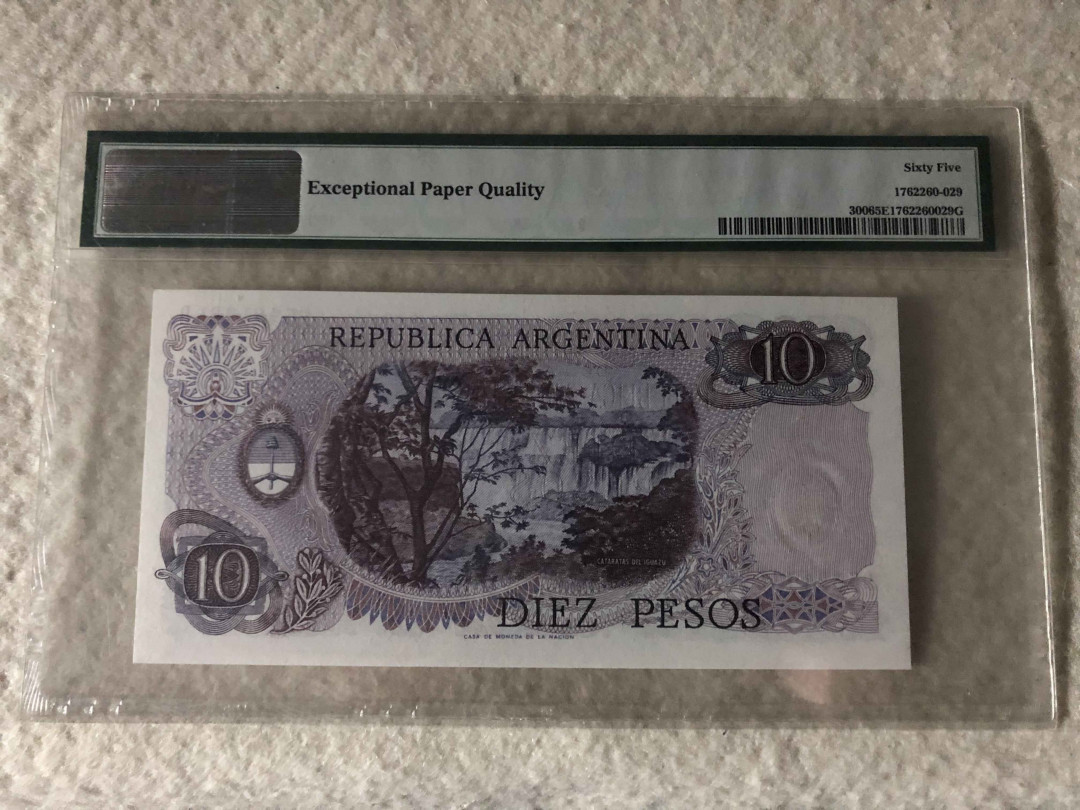 Exceptional Paper Quality
Sixty Five
1762260-029
30065E1762260029G
REPUBLICA ARGENTINA
10
10
CATARATAS DEL IGUAZU
DIEZ PESOS
CASA DE MONEDA DE LA NACION